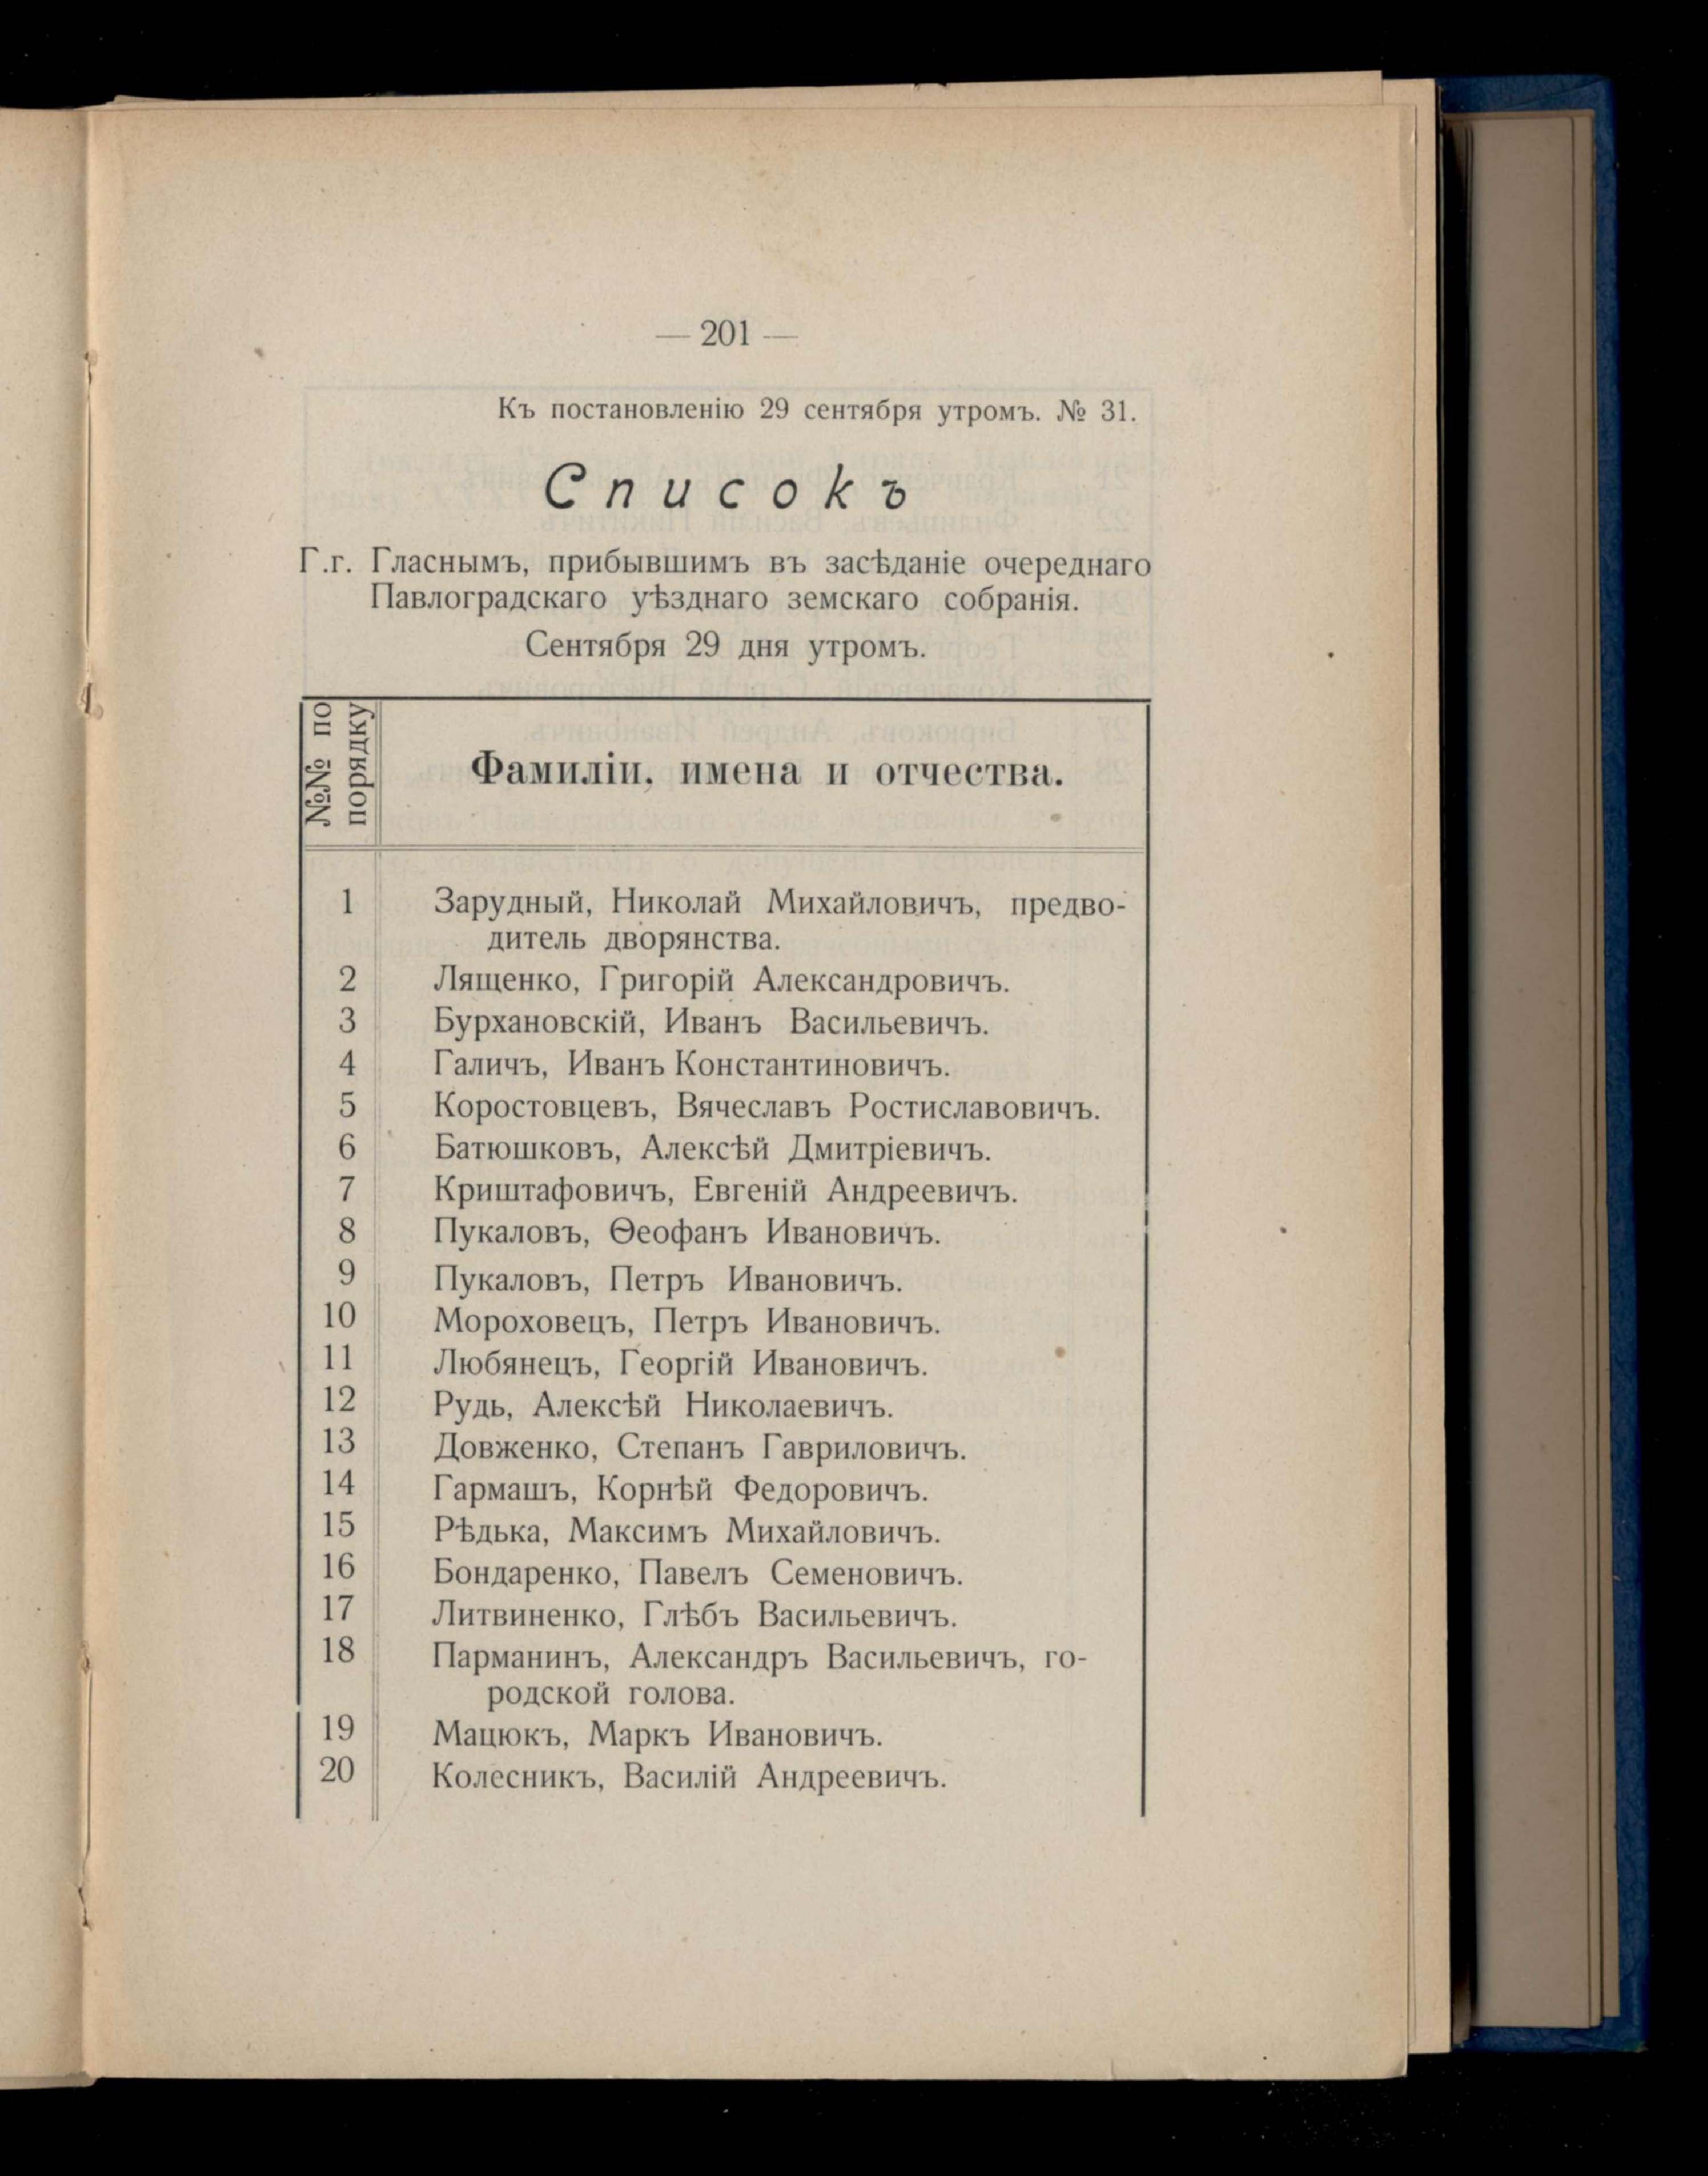 — 201 —
Къ постановленію 29 сентября утромъ. № 31.
Списокъ
Г.г. Гласнымъ, прибывшимъ въ засѣданіе очереднаго
Павлоградскаго уѣзднаго земскаго собранія.
Сентября 29 дня утромъ.
№№ по
порядку
Фамиліи, имена и отчества.
1 Зарудный, Николай Михайловичъ, предво-
дитель дворянства.
2 Лященко, Григорій Александровичъ.
3 Бурхановскій, Иванъ Васильевичъ.
4 Галичъ, Иванъ Константиновичъ.
5 Коростовцевъ, Вячеславъ Ростиславовичъ.
6 Батюшковъ, Алексѣй Дмитріевичъ.
7 Криштафовичъ, Евгеній Андреевичъ.
8 Пукаловъ, Ѳеофанъ Ивановичъ.
9 Пукаловъ, Петръ Ивановичъ.
10 Мороховецъ, Петръ Ивановичъ.
11 Любянецъ, Георгій Ивановичъ.
12 Рудь, Алексѣй Николаевичъ.
13 Довженко, Степанъ Гавриловичъ.
14 Гармашъ, Корнѣй Федоровичъ.
15 Рѣдька, Максимъ Михайловичъ.
16 Бондаренко, Павелъ Семеновичъ.
17 Литвиненко, Глѣбъ Васильевичъ.
18 Парманинъ, Александръ Васильевичъ, го-
родской голова.
19 Мацюкъ, Маркъ Ивановичъ.
20 Колесникъ, Василій Андреевичъ.